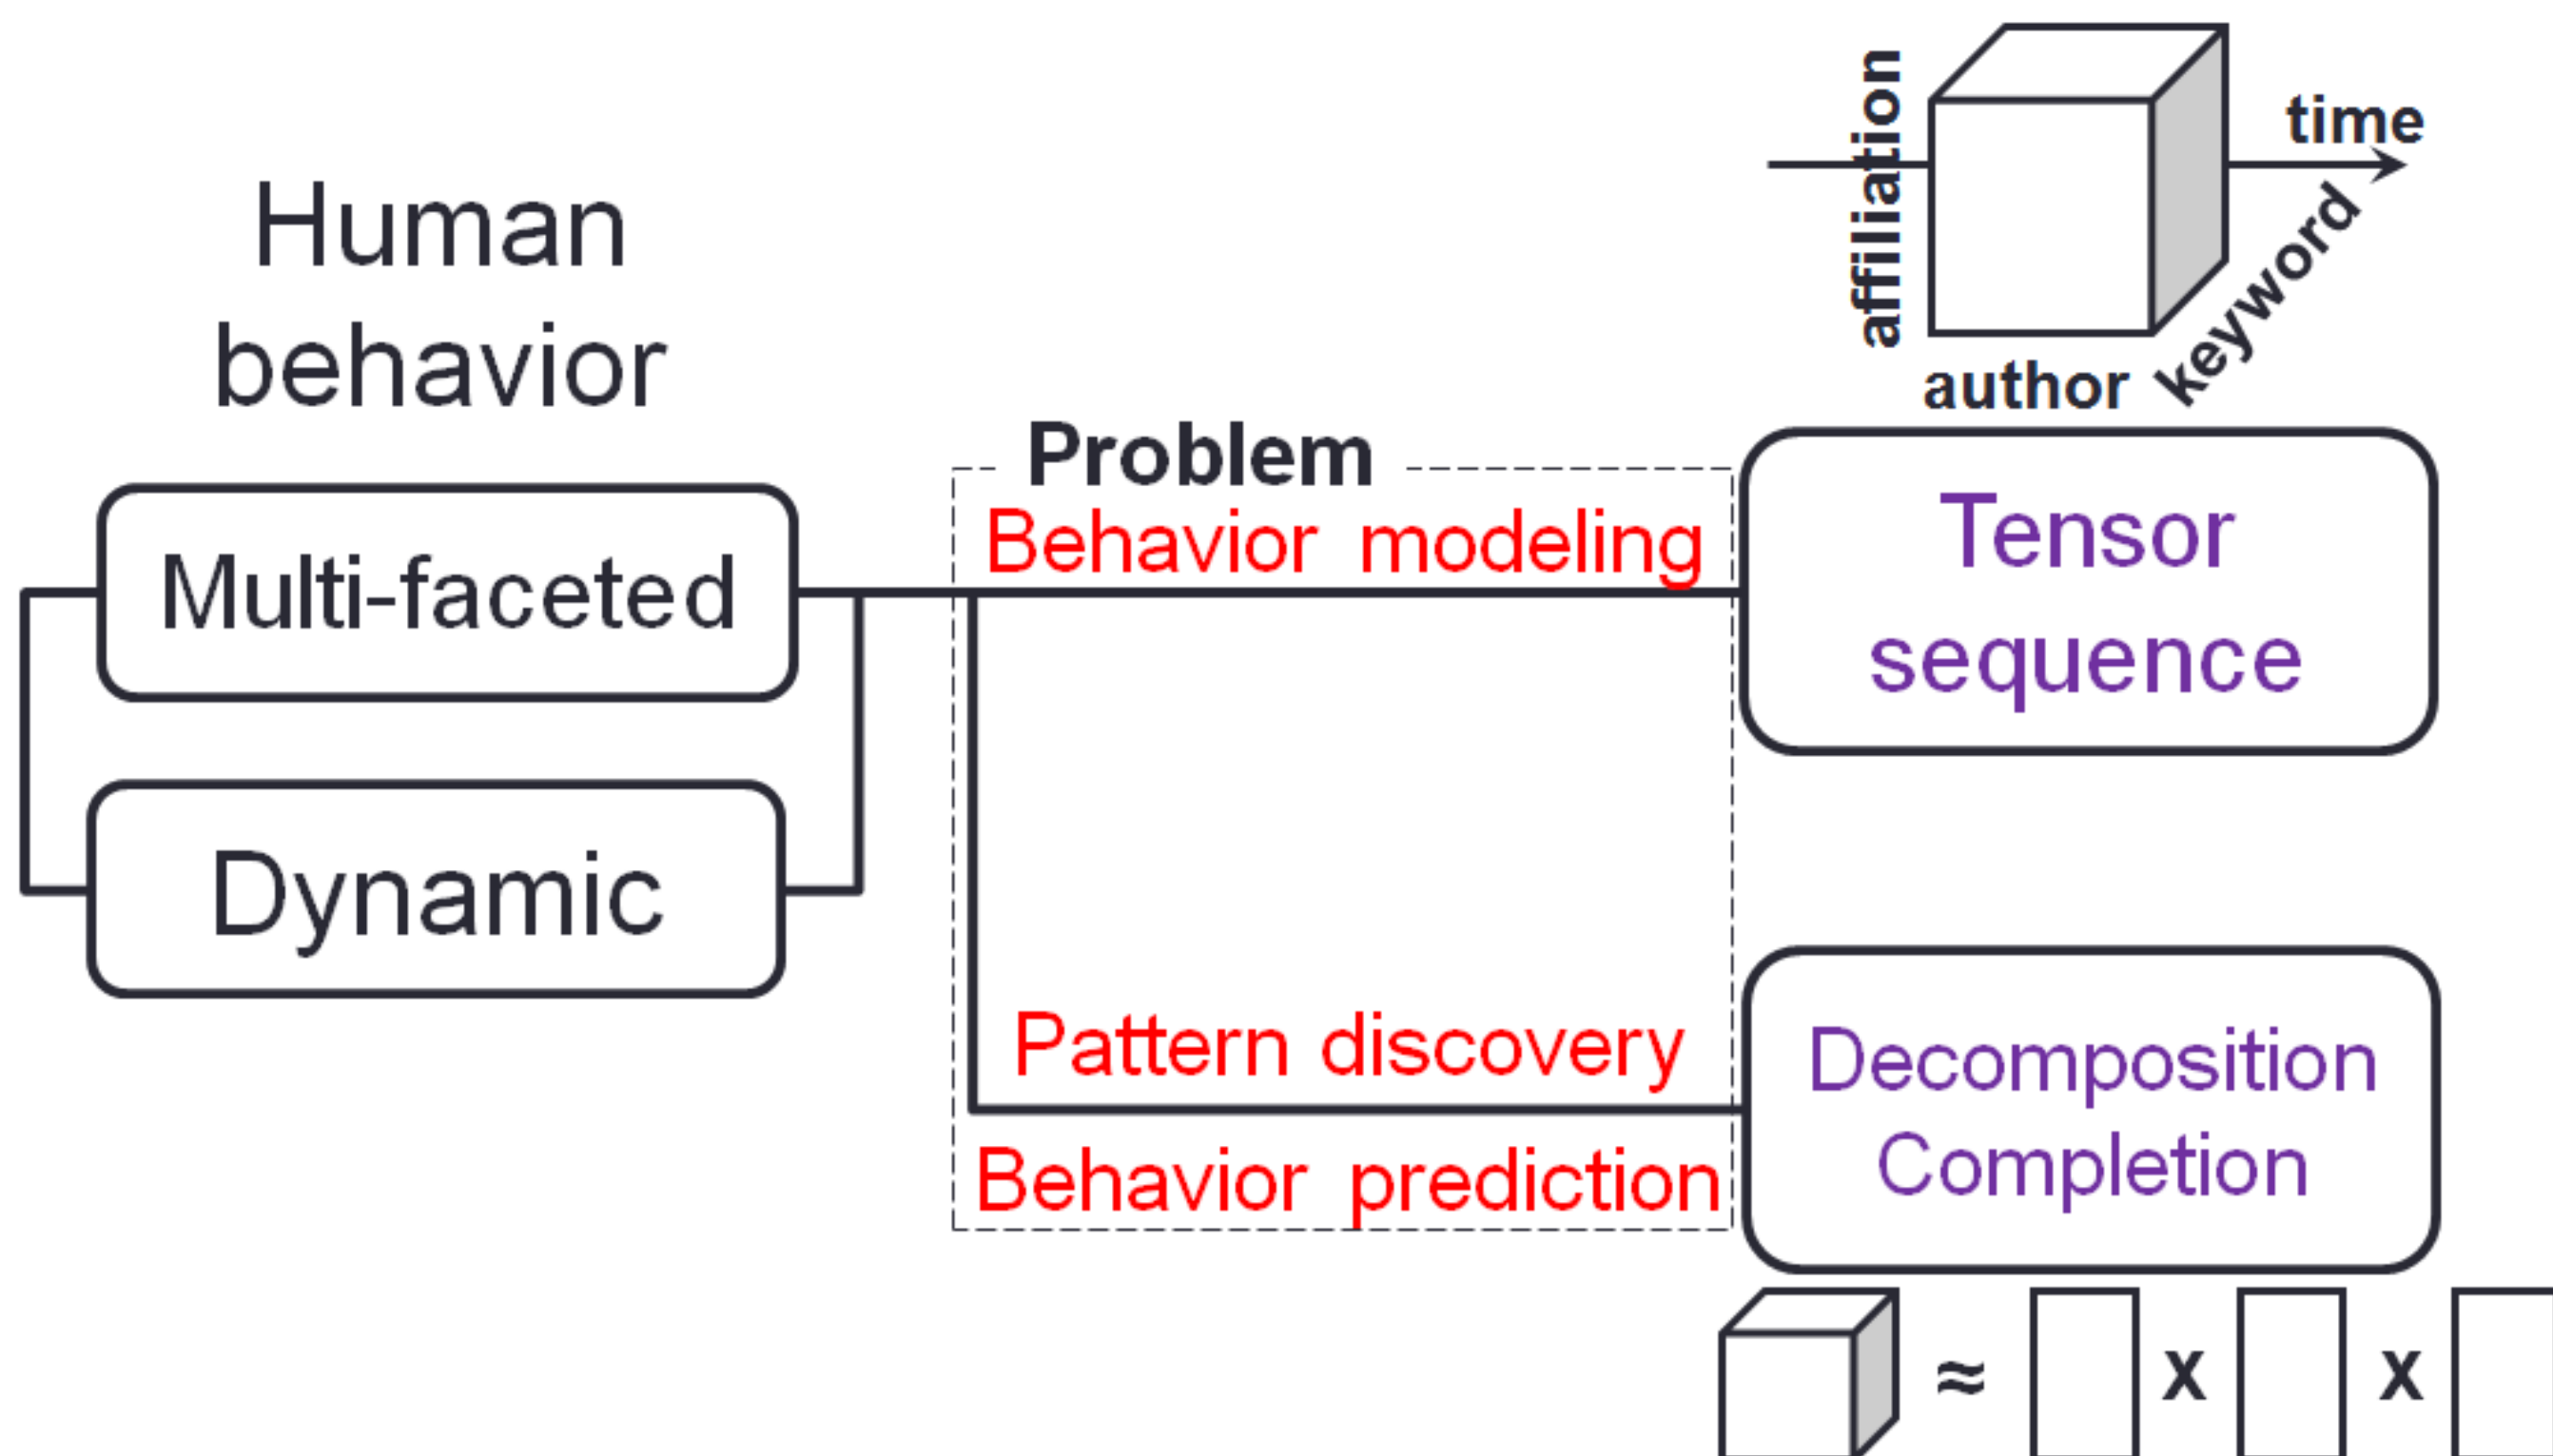 Human
behavior
Multi-faceted
Dynamic
Problem
Behavior modeling
Pattern discovery
Behavior prediction
affiliation
time
keyword
author
Tensor
sequence
Decomposition
Completion
≈ x x